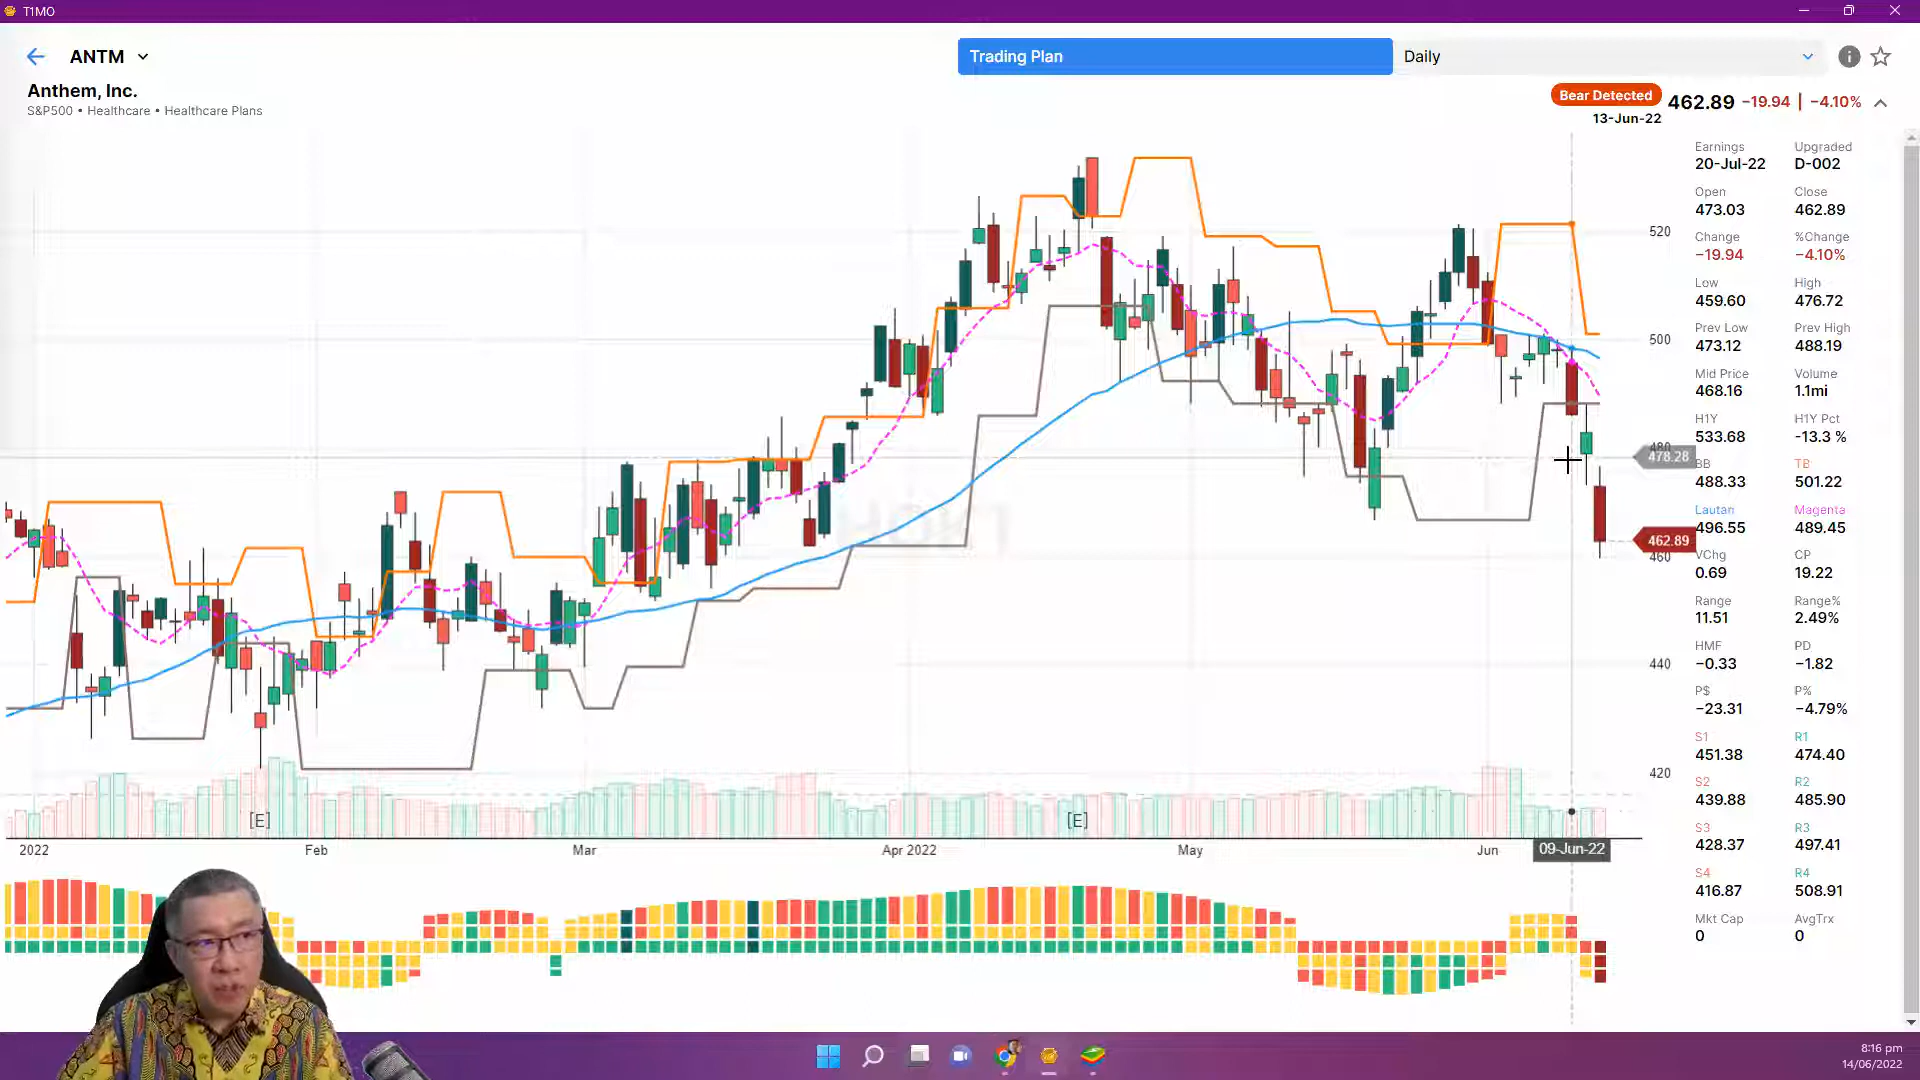 T1MO
ANTM
Trading Plan
Daily
Anthem, Inc.
S&P500 • Healthcare • Healthcare Plans
Bear Detected
462.89 −19.94 | −4.10%
13-Jun-22
Earnings Upgraded
20-Jul-22 D-002
Open Close
473.03 462.89
Change %Change
−19.94 −4.10%
Low High
459.60 476.72
Prev Low Prev High
473.12 488.19
Mid Price Volume
468.16 1.1mi
H1Y H1Y Pct
533.68 -13.3 %
BB TB
488.33 501.22
Lautan Magenta
496.55 489.45
VChg CP
0.69 19.22
Range Range%
11.51 2.49%
HMF PD
−0.33 −1.82
P$ P%
−23.31 −4.79%
S1 R1
451.38 474.40
S2 R2
439.88 485.90
S3 R3
428.37 497.41
S4 R4
416.87 508.91
Mkt Cap AvgTrx
0 0
520
500
480
478.28
462.89
460
440
420
[E] [E]
2022 Feb Mar Apr 2022 May Jun 09-Jun-22
8:16 pm
14/06/2022